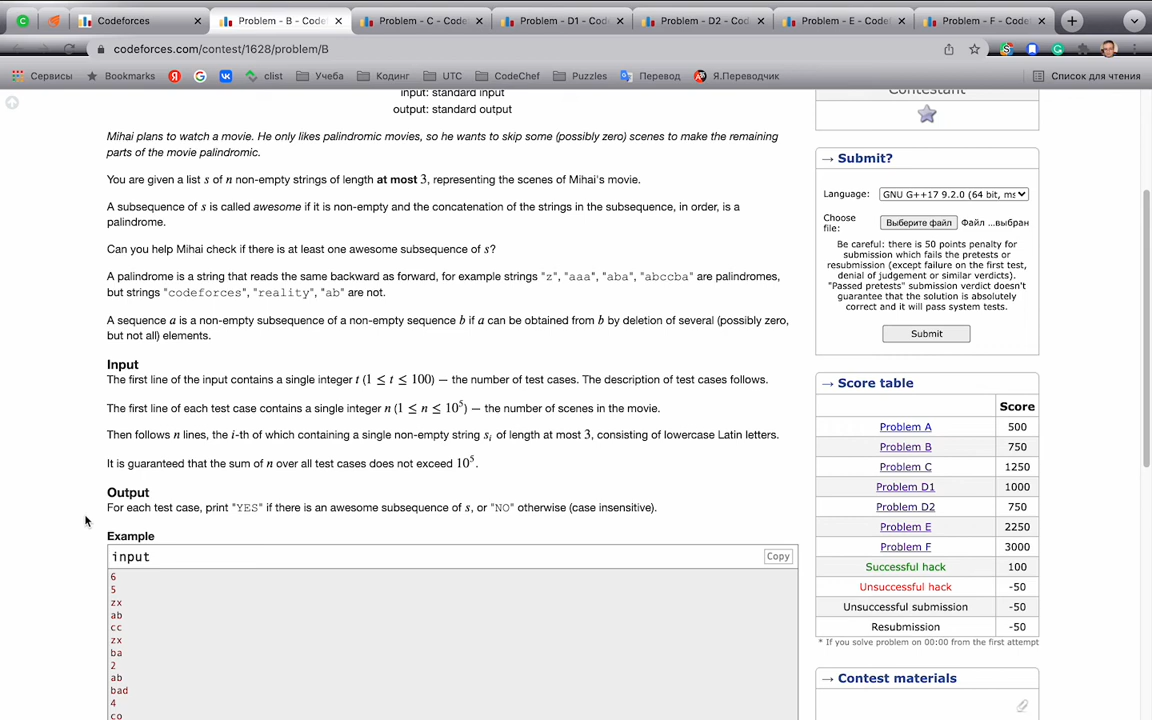 Codeforces
Problem - B - Codef
Problem - C - Code
Problem - D1 - Cod
Problem - D2 - Cod
Problem - E - Codef
Problem - F - Codef
codeforces.com/contest/1628/problem/B
Сервисы
Bookmarks
clist
Учеба
Кодинг
UTC
CodeChef
Puzzles
Перевод
Я.Переводчик
Список для чтения
input: standard input
output: standard output
Mihai plans to watch a movie. He only likes palindromic movies, so he wants to skip some (possibly zero) scenes to make the remaining
parts of the movie palindromic.
You are given a list s of n non-empty strings of length at most 3, representing the scenes of Mihai's movie.
A subsequence of s is called awesome if it is non-empty and the concatenation of the strings in the subsequence, in order, is a
palindrome.
Can you help Mihai check if there is at least one awesome subsequence of s?
A palindrome is a string that reads the same backward as forward, for example strings "z", "aaa", "aba", "abccba" are palindromes,
but strings "codeforces", "reality", "ab" are not.
A sequence a is a non-empty subsequence of a non-empty sequence b if a can be obtained from b by deletion of several (possibly zero,
but not all) elements.
Input
The first line of the input contains a single integer t (1 ≤ t ≤ 100) — the number of test cases. The description of test cases follows.
The first line of each test case contains a single integer n (1 ≤ n ≤ 10^5) — the number of scenes in the movie.
Then follows n lines, the i-th of which containing a single non-empty string s_i of length at most 3, consisting of lowercase Latin letters.
It is guaranteed that the sum of n over all test cases does not exceed 10^5.
Output
For each test case, print "YES" if there is an awesome subsequence of s, or "NO" otherwise (case insensitive).
Example
input
Copy
6
5
zx
ab
cc
zx
ba
2
ab
bad
4
co
Contestant
→ Submit?
Language: GNU G++17 9.2.0 (64 bit, ms
Choose
file: Выберите файл Файл ...выбран
Be careful: there is 50 points penalty for
submission which fails the pretests or
resubmission (except failure on the first test,
denial of judgement or similar verdicts).
"Passed pretests" submission verdict doesn't
guarantee that the solution is absolutely
correct and it will pass system tests.
Submit
→ Score table
Score
Problem A 500
Problem B 750
Problem C 1250
Problem D1 1000
Problem D2 750
Problem E 2250
Problem F 3000
Successful hack 100
Unsuccessful hack -50
Unsuccessful submission -50
Resubmission -50
* If you solve problem on 00:00 from the first attempt
→ Contest materials